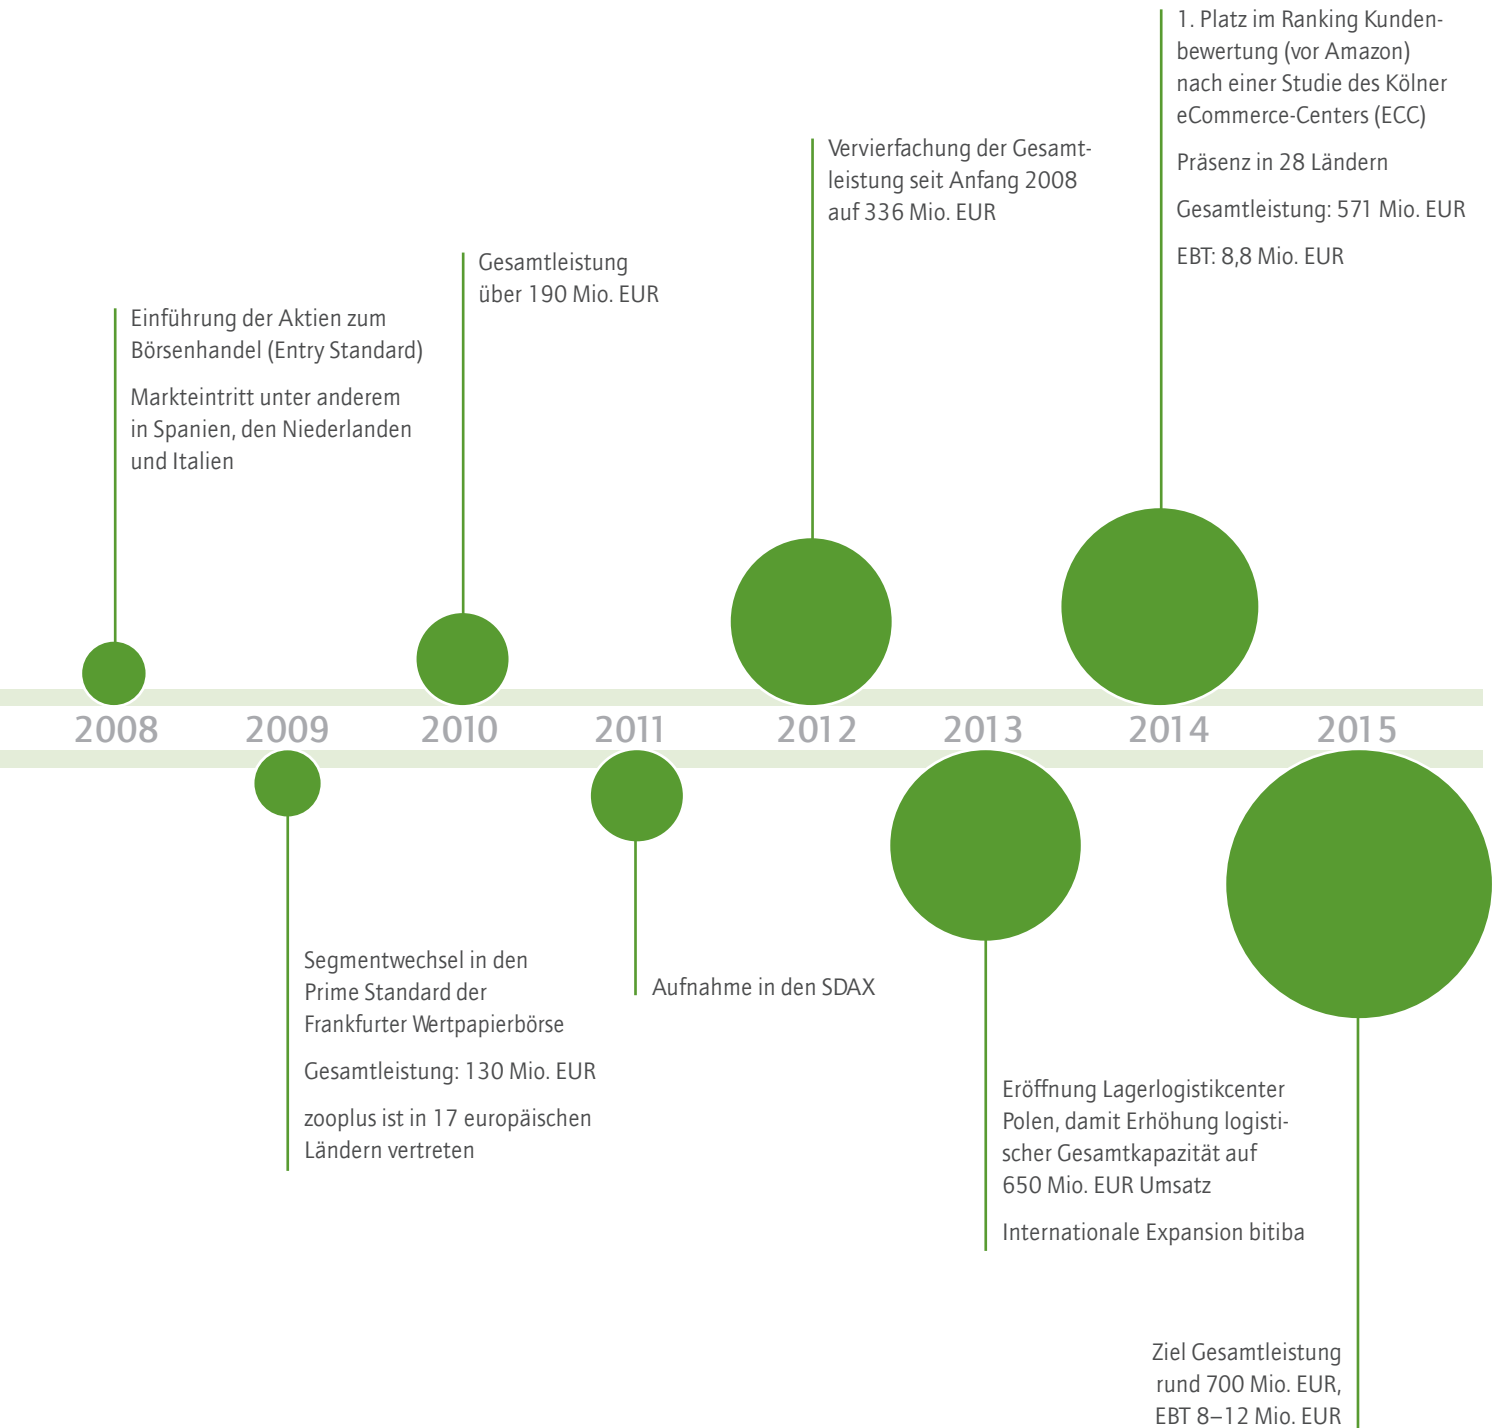 1. Platz im Ranking Kunden-
bewertung (vor Amazon)
nach einer Studie des Kölner
eCommerce-Centers (ECC)
Präsenz in 28 Ländern
Gesamtleistung: 571 Mio. EUR
EBT: 8,8 Mio. EUR
Vervierfachung der Gesamt-
leistung seit Anfang 2008
auf 336 Mio. EUR
Gesamtleistung
über 190 Mio. EUR
Einführung der Aktien zum
Börsenhandel (Entry Standard)
Markteintritt unter anderem
in Spanien, den Niederlanden
und Italien
2008 2009 2010 2011 2012 2013 2014 2015
Segmentwechsel in den
Prime Standard der
Frankfurter Wertpapierbörse
Gesamtleistung: 130 Mio. EUR
zooplus ist in 17 europäischen
Ländern vertreten
Aufnahme in den SDAX
Eröffnung Lagerlogistikcenter
Polen, damit Erhöhung logisti-
scher Gesamtkapazität auf
650 Mio. EUR Umsatz
Internationale Expansion bitiba
Ziel Gesamtleistung
rund 700 Mio. EUR,
EBT 8–12 Mio. EUR